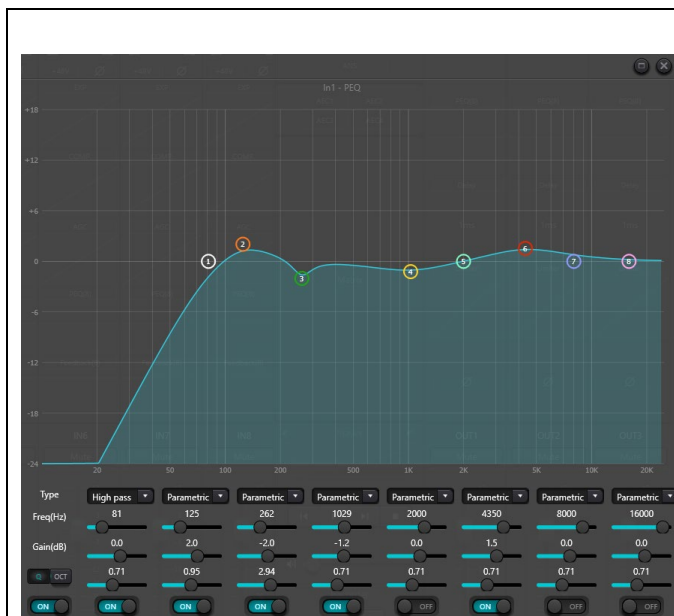 In1 - PEQ
+18
+12
+6
0
-6
-12
-18
-24
1 2 3 4 5 6 7 8
20 50 100 200 500 1K 2K 5K 10K 20K
Type High pass Parametric Parametric Parametric Parametric Parametric Parametric Parametric
Freq(Hz) 81 125 262 1029 2000 4350 8000 16000
Gain(dB) 0.0 2.0 -2.0 -1.2 0.0 1.5 0.0 0.0
Q OCT 0.71 0.95 2.94 0.71 0.71 0.71 0.71 0.71
ON ON ON ON OFF ON OFF OFF